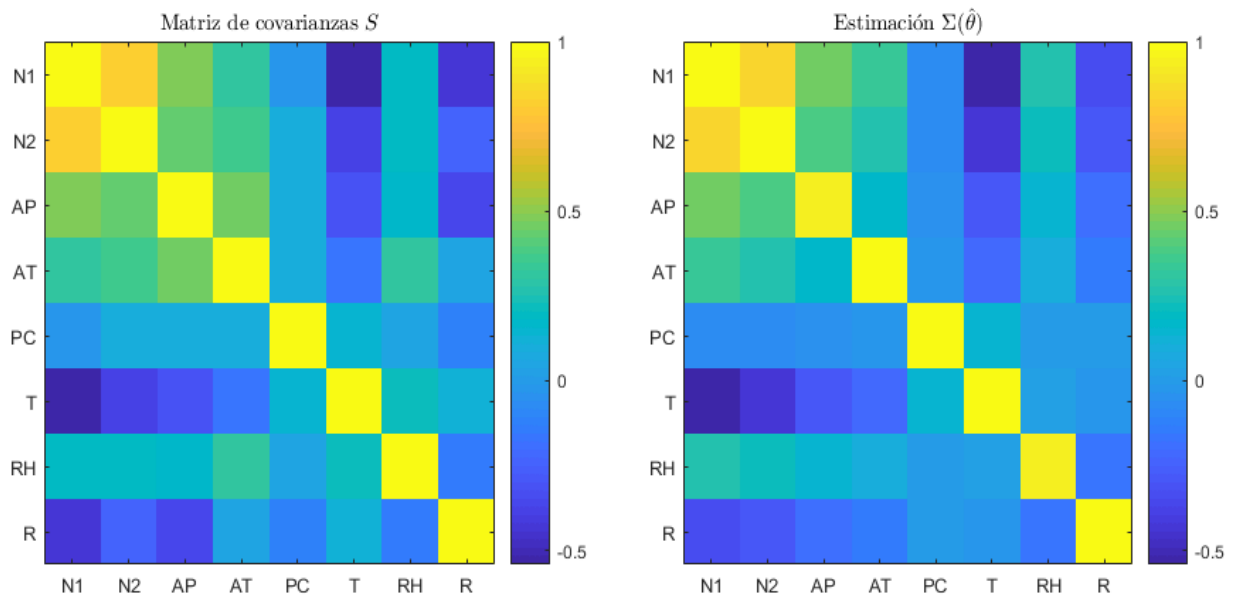 Matriz de covarianzas S
N1
N2
AP
AT
PC
T
RH
R
N1 N2 AP AT PC T RH R
1
0.5
0
-0.5
Estimación Σ(θ̂)
N1
N2
AP
AT
PC
T
RH
R
N1 N2 AP AT PC T RH R
1
0.5
0
-0.5